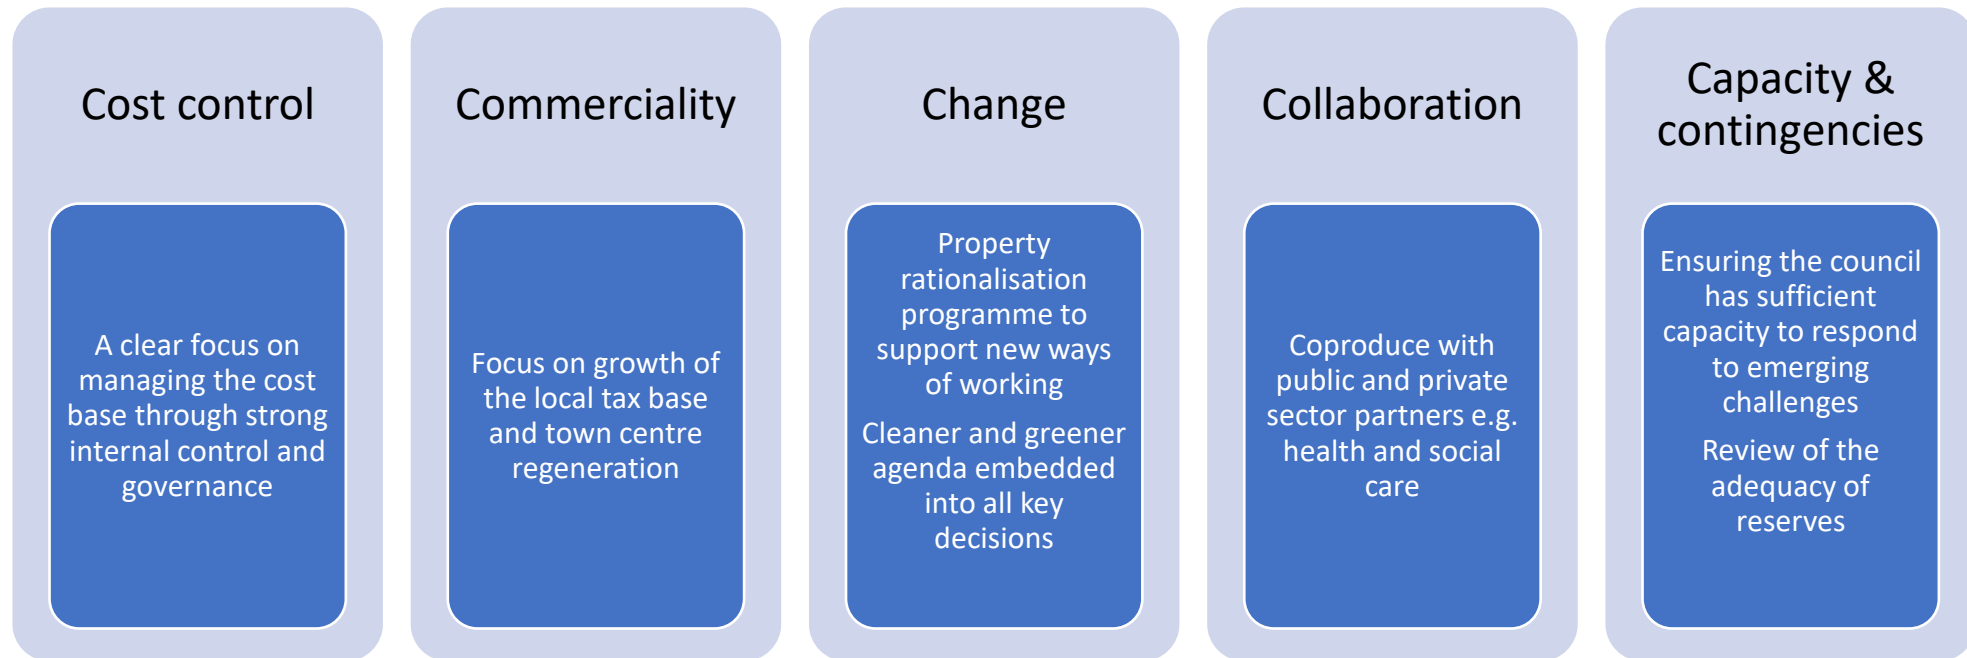 Cost control
A clear focus on
managing the cost
base through strong
internal control and
governance
Commerciality
Focus on growth of
the local tax base
and town centre
regeneration
Change
Property
rationalisation
programme to
support new ways
of working
Cleaner and greener
agenda embedded
into all key
decisions
Collaboration
Coproduce with
public and private
sector partners e.g.
health and social
care
Capacity &
contingencies
Ensuring the council
has sufficient
capacity to respond
to emerging
challenges
Review of the
adequacy of
reserves